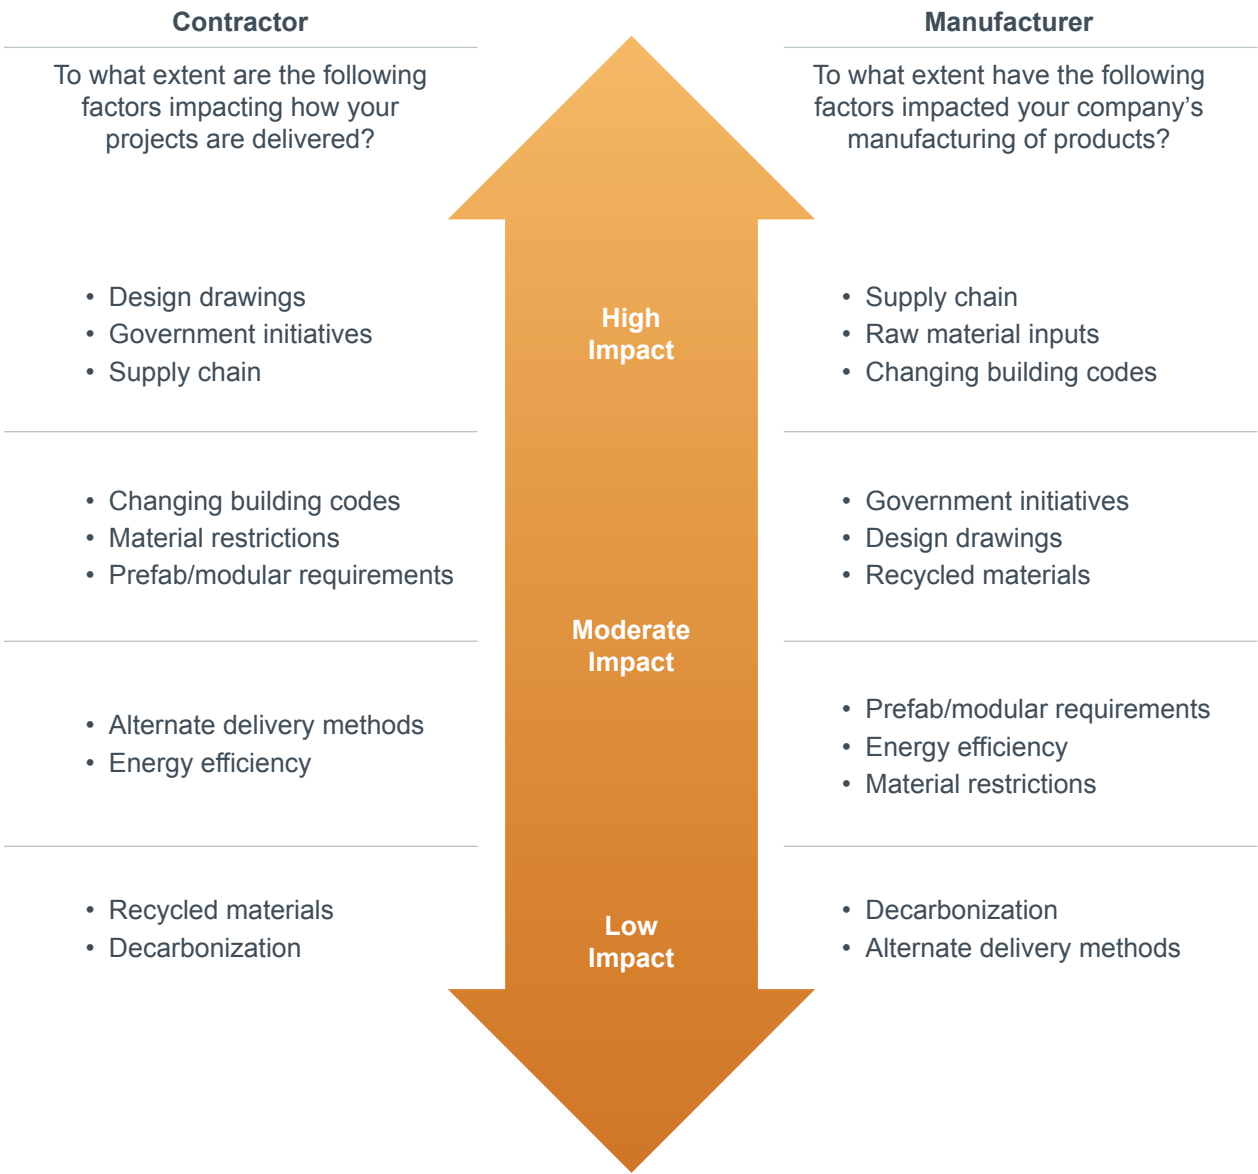 Contractor
To what extent are the following
factors impacting how your
projects are delivered?
• Design drawings
• Government initiatives
• Supply chain
• Changing building codes
• Material restrictions
• Prefab/modular requirements
• Alternate delivery methods
• Energy efficiency
• Recycled materials
• Decarbonization
High
Impact
Moderate
Impact
Low
Impact
Manufacturer
To what extent have the following
factors impacted your company’s
manufacturing of products?
• Supply chain
• Raw material inputs
• Changing building codes
• Government initiatives
• Design drawings
• Recycled materials
• Prefab/modular requirements
• Energy efficiency
• Material restrictions
• Decarbonization
• Alternate delivery methods